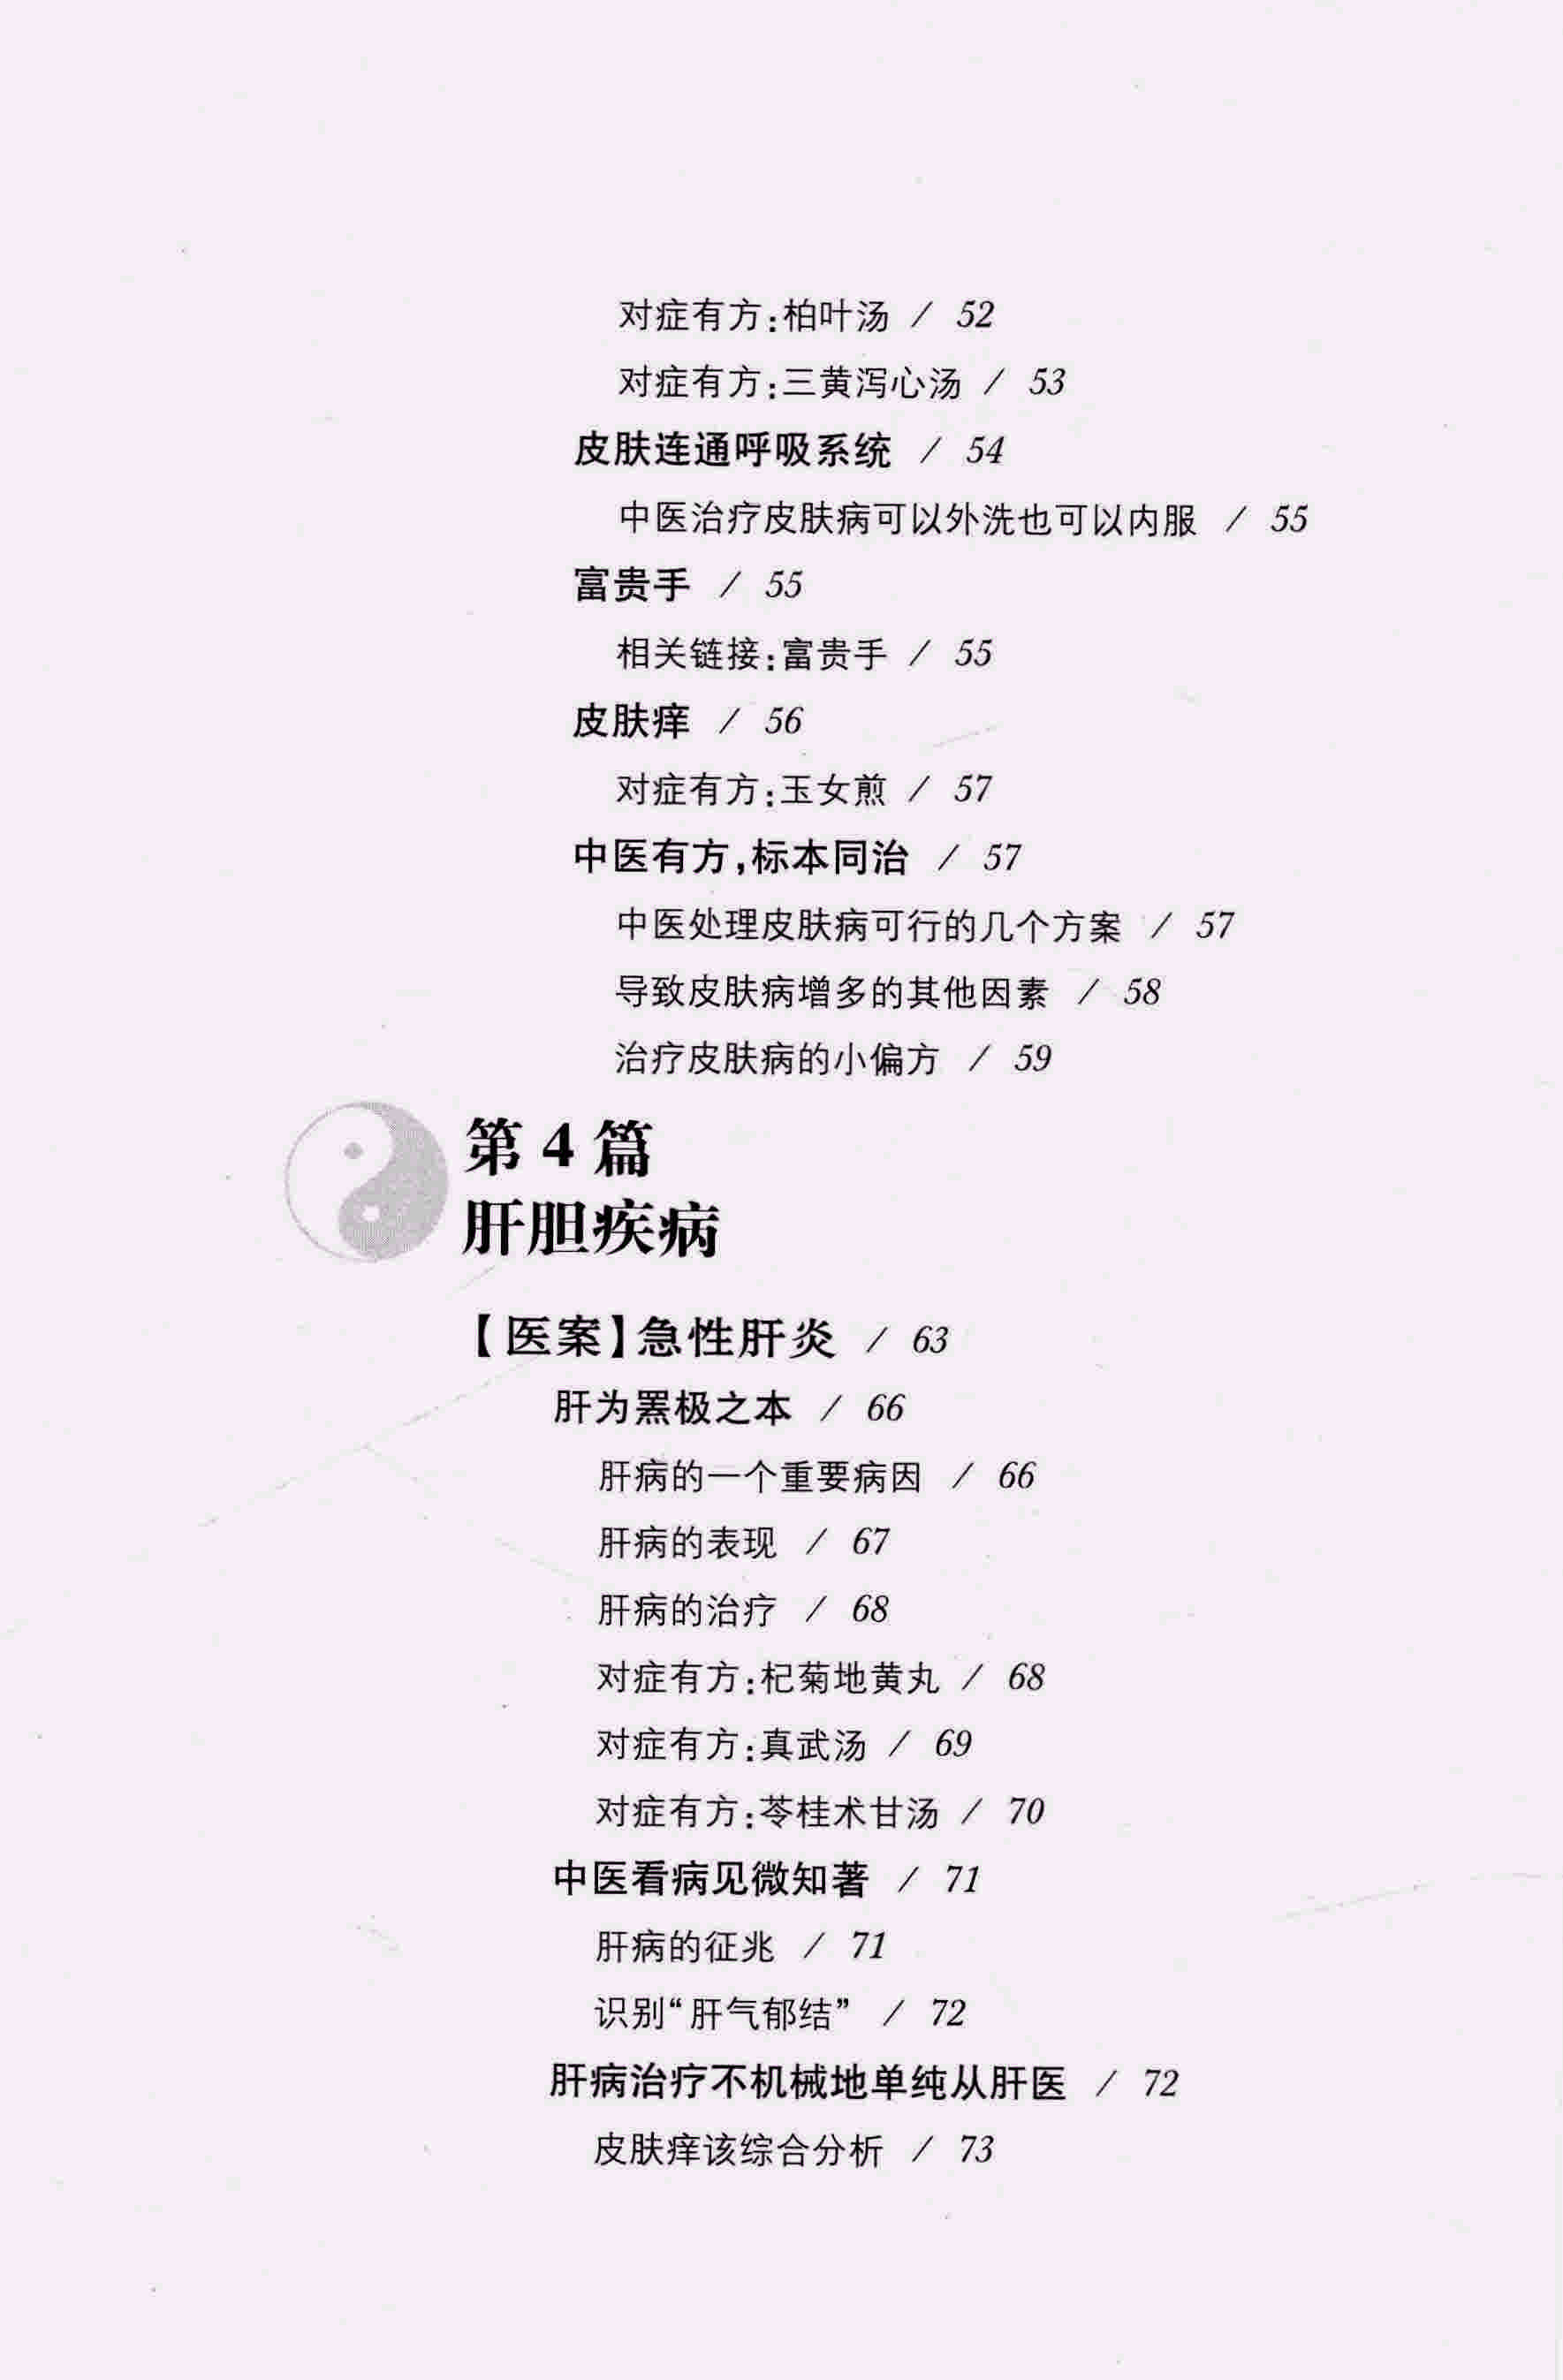 对症有方:柏叶汤 / 52
对症有方:三黄泻心汤 / 53
皮肤连通呼吸系统 / 54
中医治疗皮肤病可以外洗也可以内服 / 55
富贵手 / 55
相关链接:富贵手 / 55
皮肤痒 / 56
对症有方:玉女煎 / 57
中医有方,标本同治 / 57
中医处理皮肤病可行的几个方案 / 57
导致皮肤病增多的其他因素 / 58
治疗皮肤病的小偏方 / 59
第 4 篇
肝胆疾病
【医案】急性肝炎 / 63
肝为罴极之本 / 66
肝病的一个重要病因 / 66
肝病的表现 / 67
肝病的治疗 / 68
对症有方:杞菊地黄丸 / 68
对症有方:真武汤 / 69
对症有方:苓桂术甘汤 / 70
中医看病见微知著 / 71
肝病的征兆 / 71
识别“肝气郁结” / 72
肝病治疗不机械地单纯从肝医 / 72
皮肤痒该综合分析 / 73